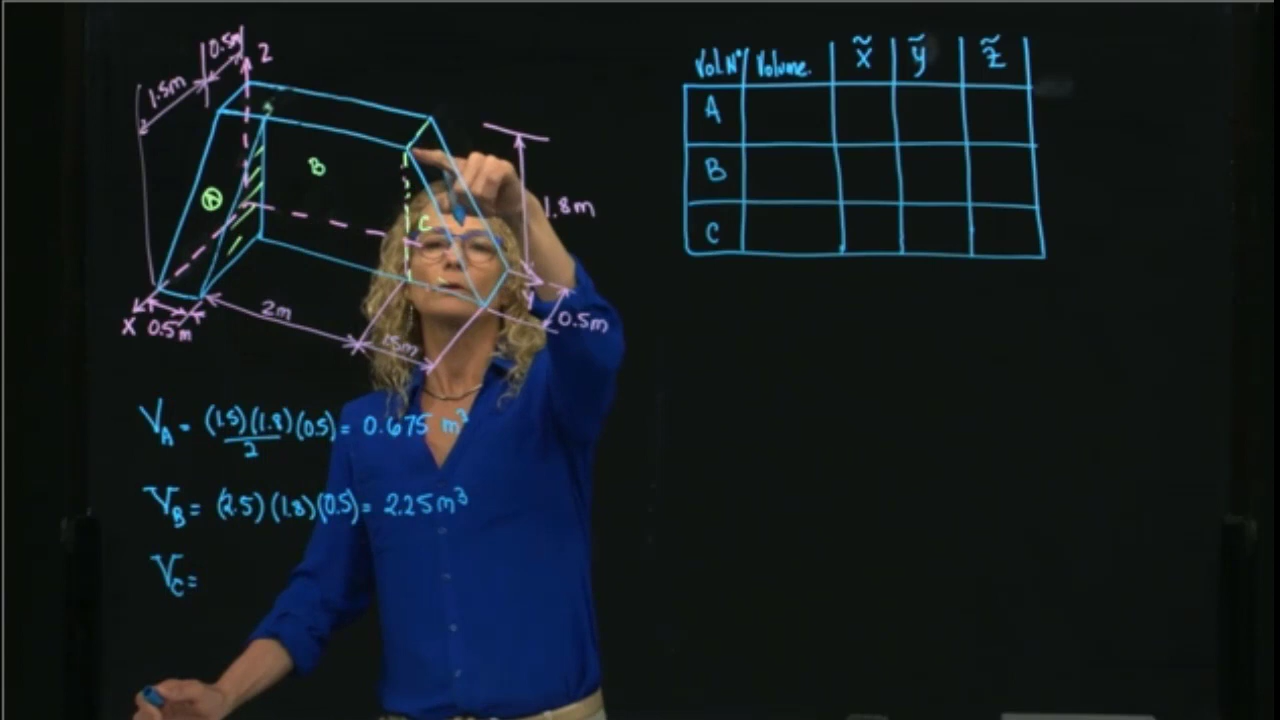 0.5m
Z
1.5m
A
B
C
1.8m
X
0.5m
2m
1.5m
Y
0.5m
Vol.Nº Volume. x̃ ỹ z̃
A
B
C
V_A = (1.5)(1.8)/2 (0.5) = 0.675 m³
V_B = (2.5)(1.8)(0.5) = 2.25 m³
V_C =